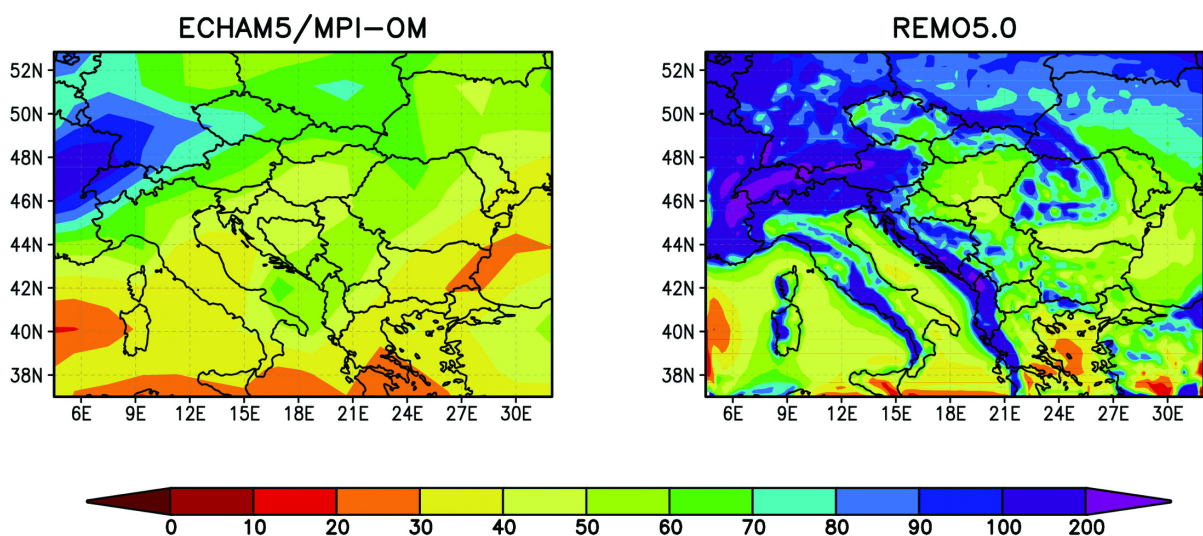 ECHAM5/MPI-OM
REMO5.0
52N
50N
48N
46N
44N
42N
40N
38N
6E 9E 12E 15E 18E 21E 24E 27E 30E
52N
50N
48N
46N
44N
42N
40N
38N
6E 9E 12E 15E 18E 21E 24E 27E 30E
0 10 20 30 40 50 60 70 80 90 100 200